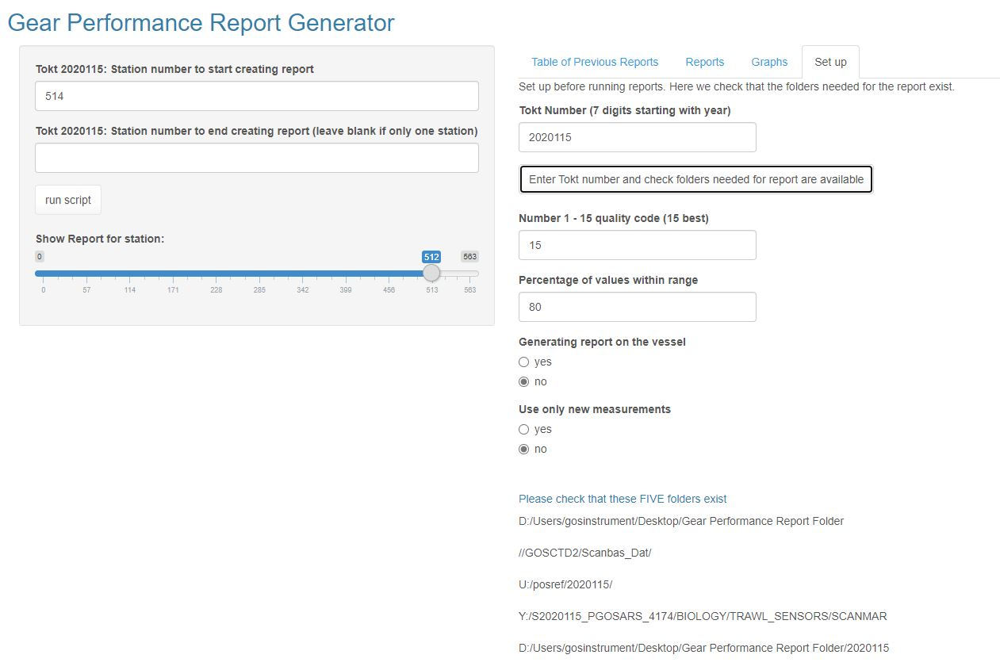 Gear Performance Report Generator
Tokt 2020115: Station number to start creating report
514
Tokt 2020115: Station number to end creating report (leave blank if only one station)
run script
Show Report for station:
0 512 563
0 57 114 171 228 285 342 399 456 513 563
Table of Previous Reports Reports Graphs Set up
Set up before running reports. Here we check that the folders needed for the report exist.
Tokt Number (7 digits starting with year)
2020115
Enter Tokt number and check folders needed for report are available
Number 1 - 15 quality code (15 best)
15
Percentage of values within range
80
Generating report on the vessel
yes
no
Use only new measurements
yes
no
Please check that these FIVE folders exist
D:/Users/gosinstrument/Desktop/Gear Performance Report Folder
//GOSCTD2/Scanbas_Dat/
U:/posref/2020115/
Y:/S2020115_PGOSARS_4174/BIOLOGY/TRAWL_SENSORS/SCANMAR
D:/Users/gosinstrument/Desktop/Gear Performance Report Folder/2020115